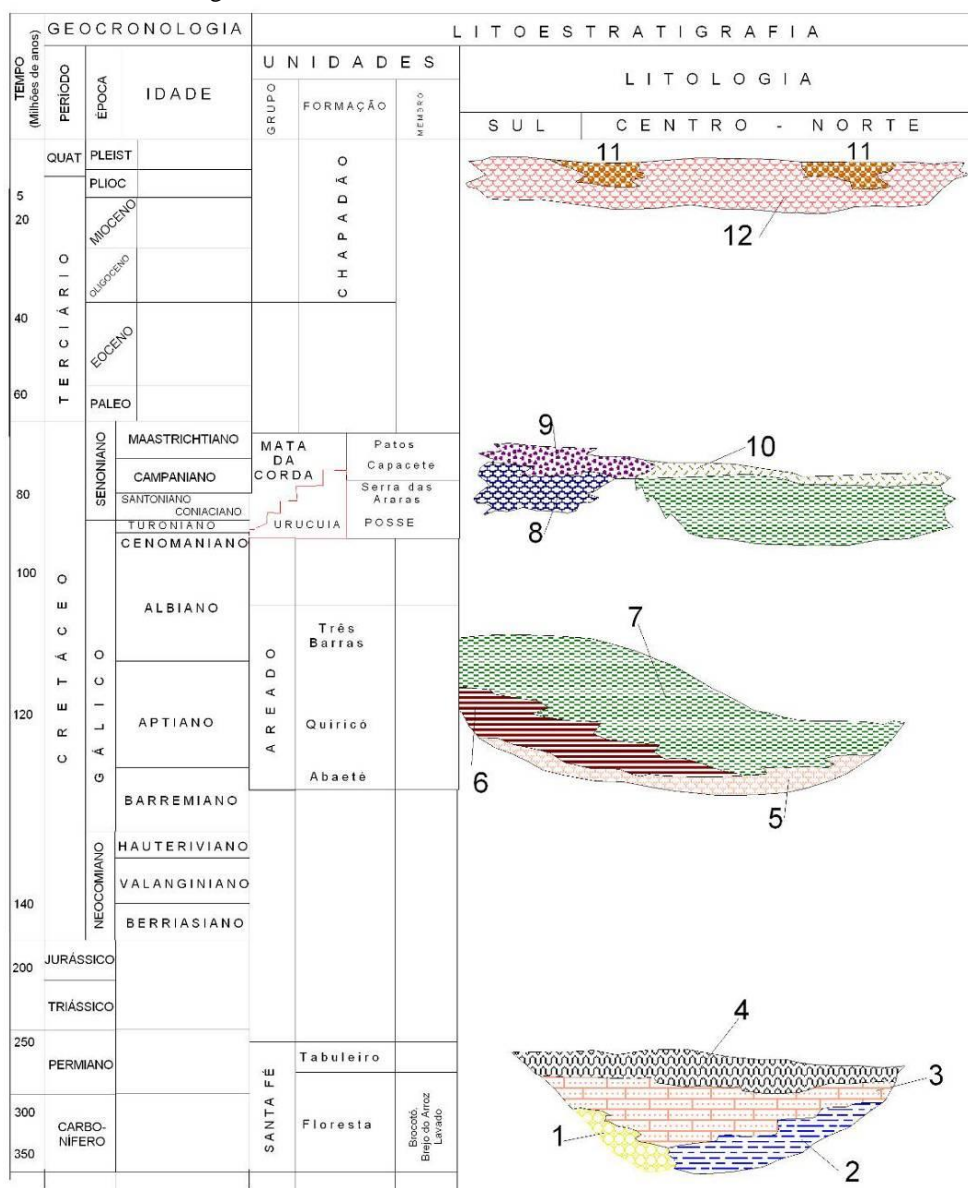 GEOCRONOLOGIA
LITOESTRATIGRAFIA
TEMPO
(Milhões de anos)
PERÍODO
ÉPOCA
IDADE
UNIDADES
GRUPO
FORMAÇÃO
MEMBRO
LITOLOGIA
SUL
CENTRO - NORTE
QUAT
PLEIST
PLIOC
5
20
MIOCENO
OLIGOCENO
TERCIÁRIO
CHAPADÃO
11
11
12
40
EOCENO
60
PALEO
SENONIANO
MAASTRICHTIANO
CAMPANIANO
80
SANTONIANO
CONIACIANO
TURONIANO
CENOMANIANO
MATA
DA
CORDA
URUCUIA
Patos
Capacete
Serra das
Araras
POSSE
9
10
8
100
CRETÁCEO
GÁLICO
ALBIANO
AREADO
Três
Barras
7
120
APTIANO
Quiricó
6
Abaeté
5
BARREMIANO
HAUTERIVIANO
NEOCOMIANO
VALANGINIANO
140
BERRIASIANO
JURÁSSICO
200
TRIÁSSICO
250
PERMIANO
SANTA FÉ
Tabuleiro
4
3
300
CARBO-
NÍFERO
350
Floresta
Brocotó,
Brejo do Arroz
Lavado
1
2